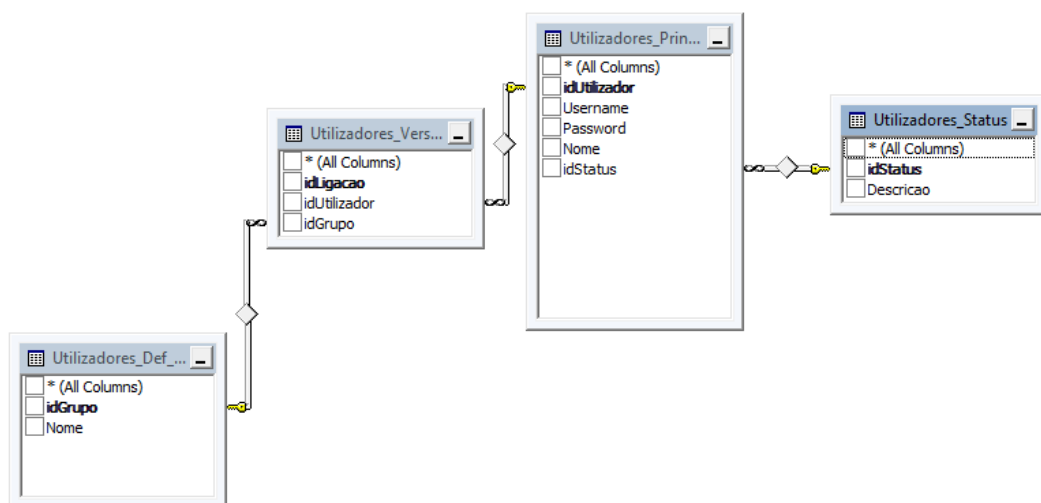 Utilizadores_Prin...
* (All Columns)
idUtilizador
Username
Password
Nome
idStatus
Utilizadores_Vers...
* (All Columns)
idLigacao
idUtilizador
idGrupo
Utilizadores_Status
* (All Columns)
idStatus
Descricao
Utilizadores_Def_...
* (All Columns)
idGrupo
Nome